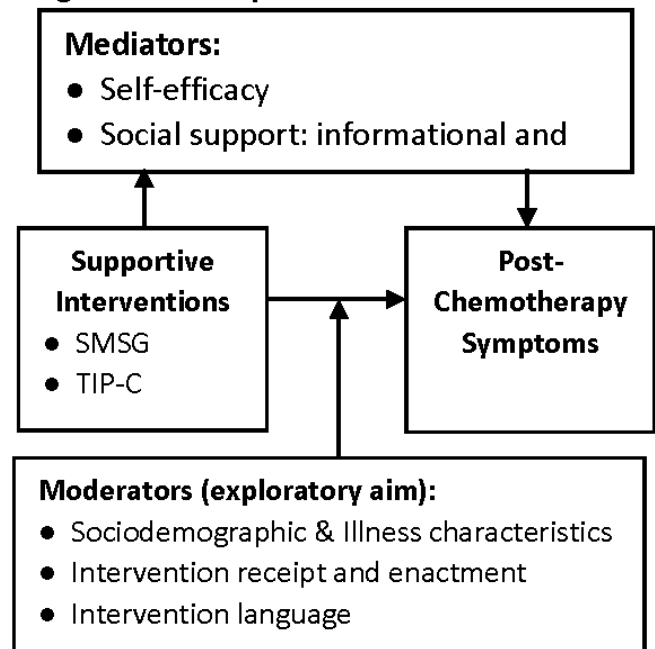 Mediators:
● Self-efficacy
● Social support: informational and
Supportive
Interventions
● SMSG
● TIP-C
Post-
Chemotherapy
Symptoms
Moderators (exploratory aim):
● Sociodemographic & Illness characteristics
● Intervention receipt and enactment
● Intervention language